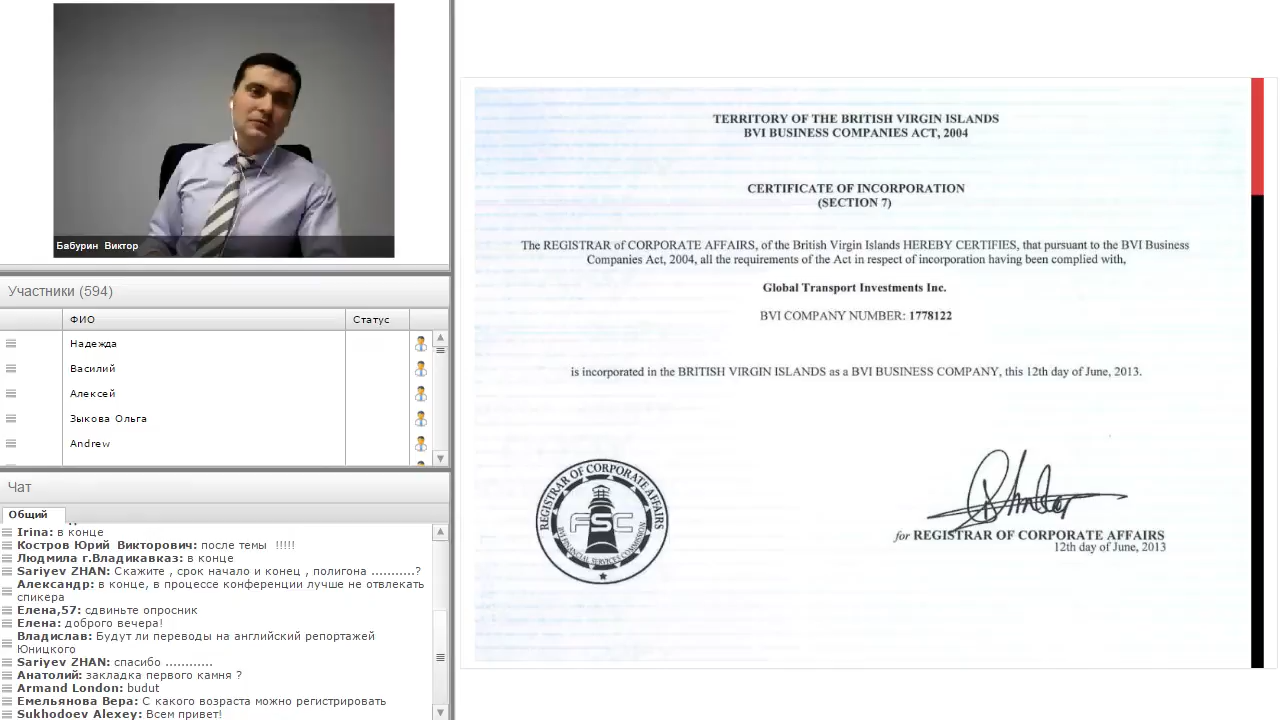 Бабурин Виктор
Участники (594)
ФИО
Статус
Надежда
Василий
Алексей
Зыкова Ольга
Andrew
Чат
Общий
Irina: в конце
Костров Юрий Викторович: после темы !!!!!
Людмила г.Владикавказ: в конце
Sariyev ZHAN: Скажите , срок начало и конец , полигона ...........?
Александр: в конце, в процессе конференции лучше не отвлекать
спикера
Елена,57: сдвиньте опросник
Елена: доброго вечера!
Владислав: Будут ли переводы на английский репортажей
Юницкого
Sariyev ZHAN: спасибо ............
Анатолий: закладка первого камня ?
Armand London: budut
Емельянова Вера: С какого возраста можно регистрировать
Sukhodoev Alexey: Всем привет!
TERRITORY OF THE BRITISH VIRGIN ISLANDS
BVI BUSINESS COMPANIES ACT, 2004
CERTIFICATE OF INCORPORATION
(SECTION 7)
The REGISTRAR of CORPORATE AFFAIRS, of the British Virgin Islands HEREBY CERTIFIES, that pursuant to the BVI Business
Companies Act, 2004, all the requirements of the Act in respect of incorporation having been complied with,
Global Transport Investments Inc.
BVI COMPANY NUMBER: 1778122
is incorporated in the BRITISH VIRGIN ISLANDS as a BVI BUSINESS COMPANY, this 12th day of June, 2013.
REGISTRAR OF CORPORATE AFFAIRS
FSC
BVI FINANCIAL SERVICES COMMISSION
for REGISTRAR OF CORPORATE AFFAIRS
12th day of June, 2013